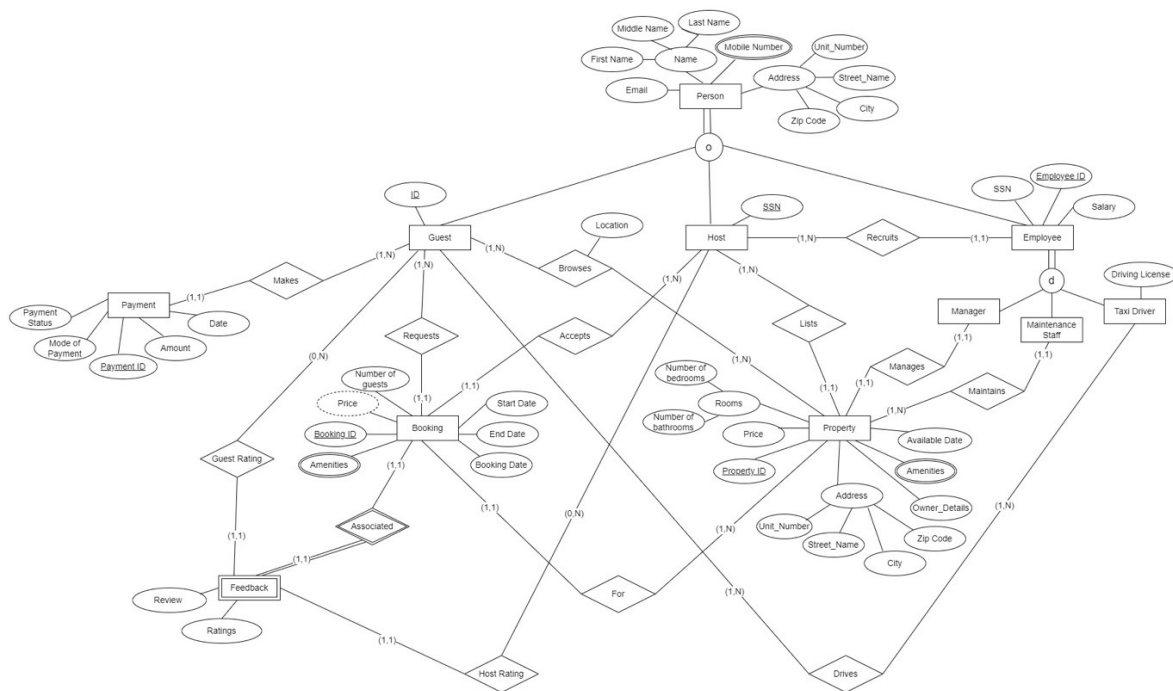 Middle Name
Last Name
Mobile Number
Unit_Number
First Name
Name
Address
Street_Name
Email
Person
City
Zip Code
o
ID
SSN
Employee ID
SSN
Salary
Location
Guest
Host
(1,N)
Recruits
(1,1)
Employee
(1,N)
(1,N)
(1,N)
(1,N)
(1,N)
Browses
Driving License
Makes
d
(1,1)
Payment
Status
Payment
Date
Mode of
Payment
Amount
Payment ID
Manager
Maintenance
Staff
Taxi Driver
Requests
Accepts
Lists
(1,1)
(1,1)
(1,N)
Manages
(0,N)
Number of
guests
(1,1)
(1,1)
(1,1)
(1,1)
Maintains
Number of
bedrooms
Price
Start Date
Rooms
(1,N)
Number of
bathrooms
Booking ID
Booking
End Date
Price
Property
Available Date
Guest Rating
Amenities
Booking Date
Property ID
Amenities
(1,1)
Address
Owner_Details
(1,1)
(0,N)
(1,N)
(1,N)
Associated
Unit_Number
Street_Name
Zip Code
City
(1,1)
(1,1)
Feedback
For
(1,N)
Review
Ratings
(1,1)
Host Rating
Drives